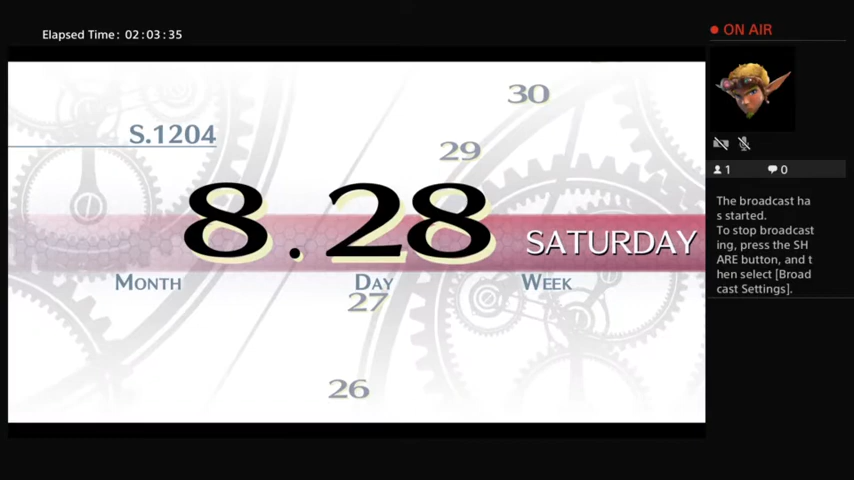 Elapsed Time: 02:03:35
ON AIR
30
S.1204
29
8.28
SATURDAY
MONTH
DAY
WEEK
27
26
1
0
The broadcast ha
s started.
To stop broadcast
ing, press the SH
ARE button, and t
hen select [Broad
cast Settings].